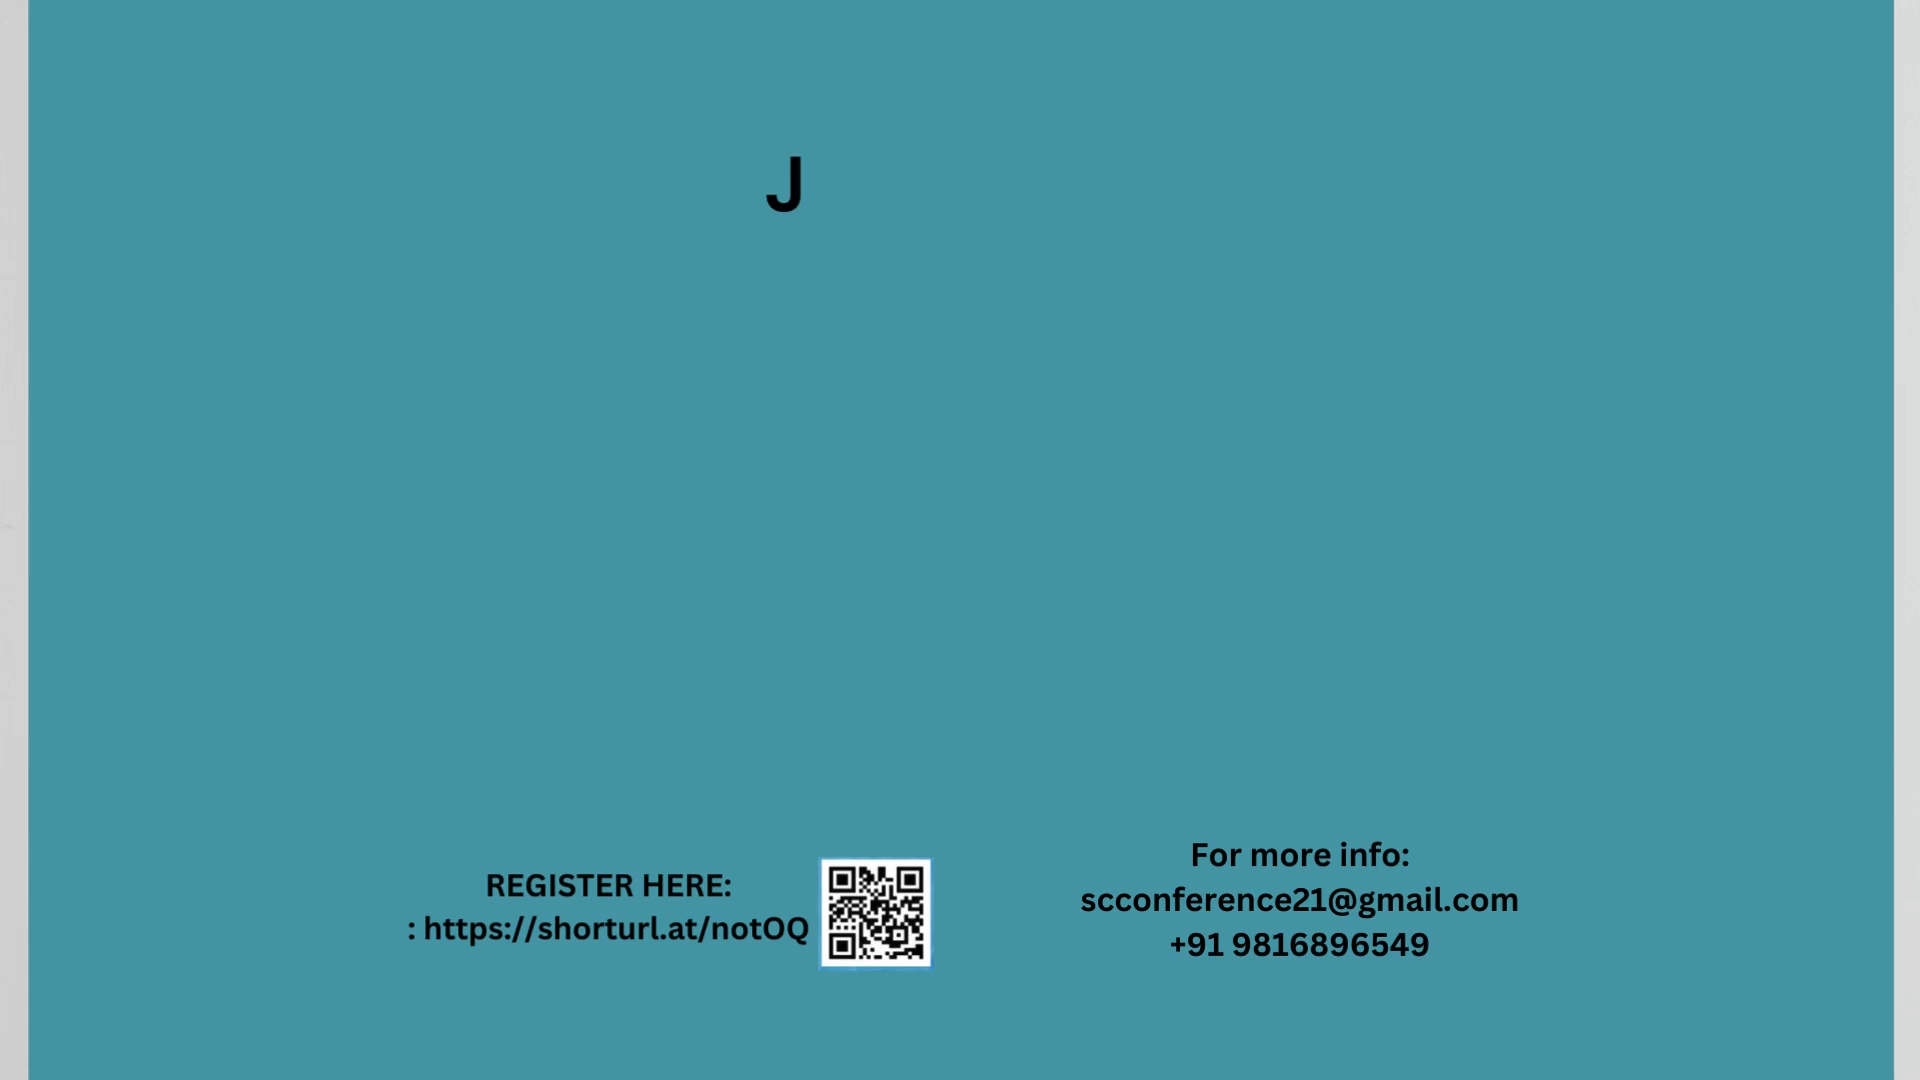 J
REGISTER HERE:
: https://shorturl.at/notOQ
For more info:
scconference21@gmail.com
+91 9816896549